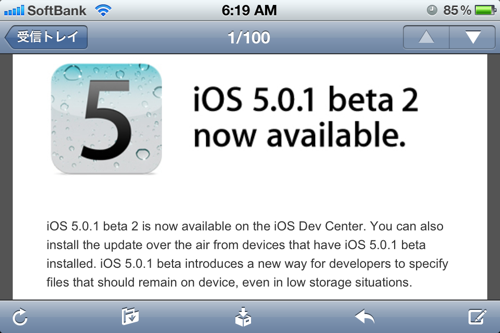 SoftBank 6:19 AM 85%
受信トレイ 1/100
5
iOS 5.0.1 beta 2
now available.
iOS 5.0.1 beta 2 is now available on the iOS Dev Center. You can also
install the update over the air from devices that have iOS 5.0.1 beta
installed. iOS 5.0.1 beta introduces a new way for developers to specify
files that should remain on device, even in low storage situations.